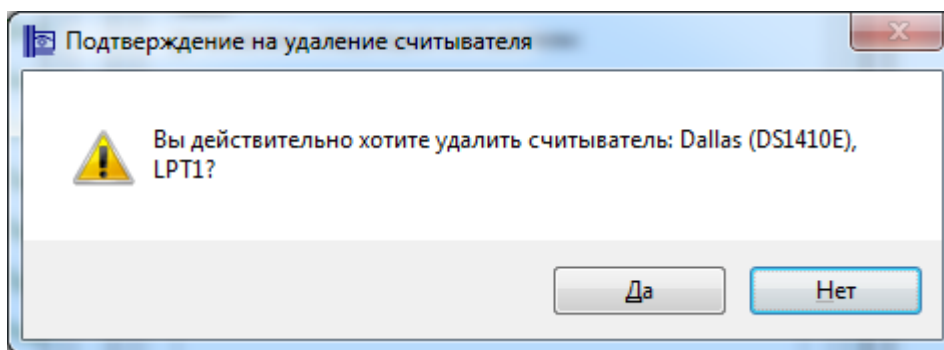 Подтверждение на удаление считывателя
Вы действительно хотите удалить считыватель: Dallas (DS1410E),
LPT1?
Да
Нет